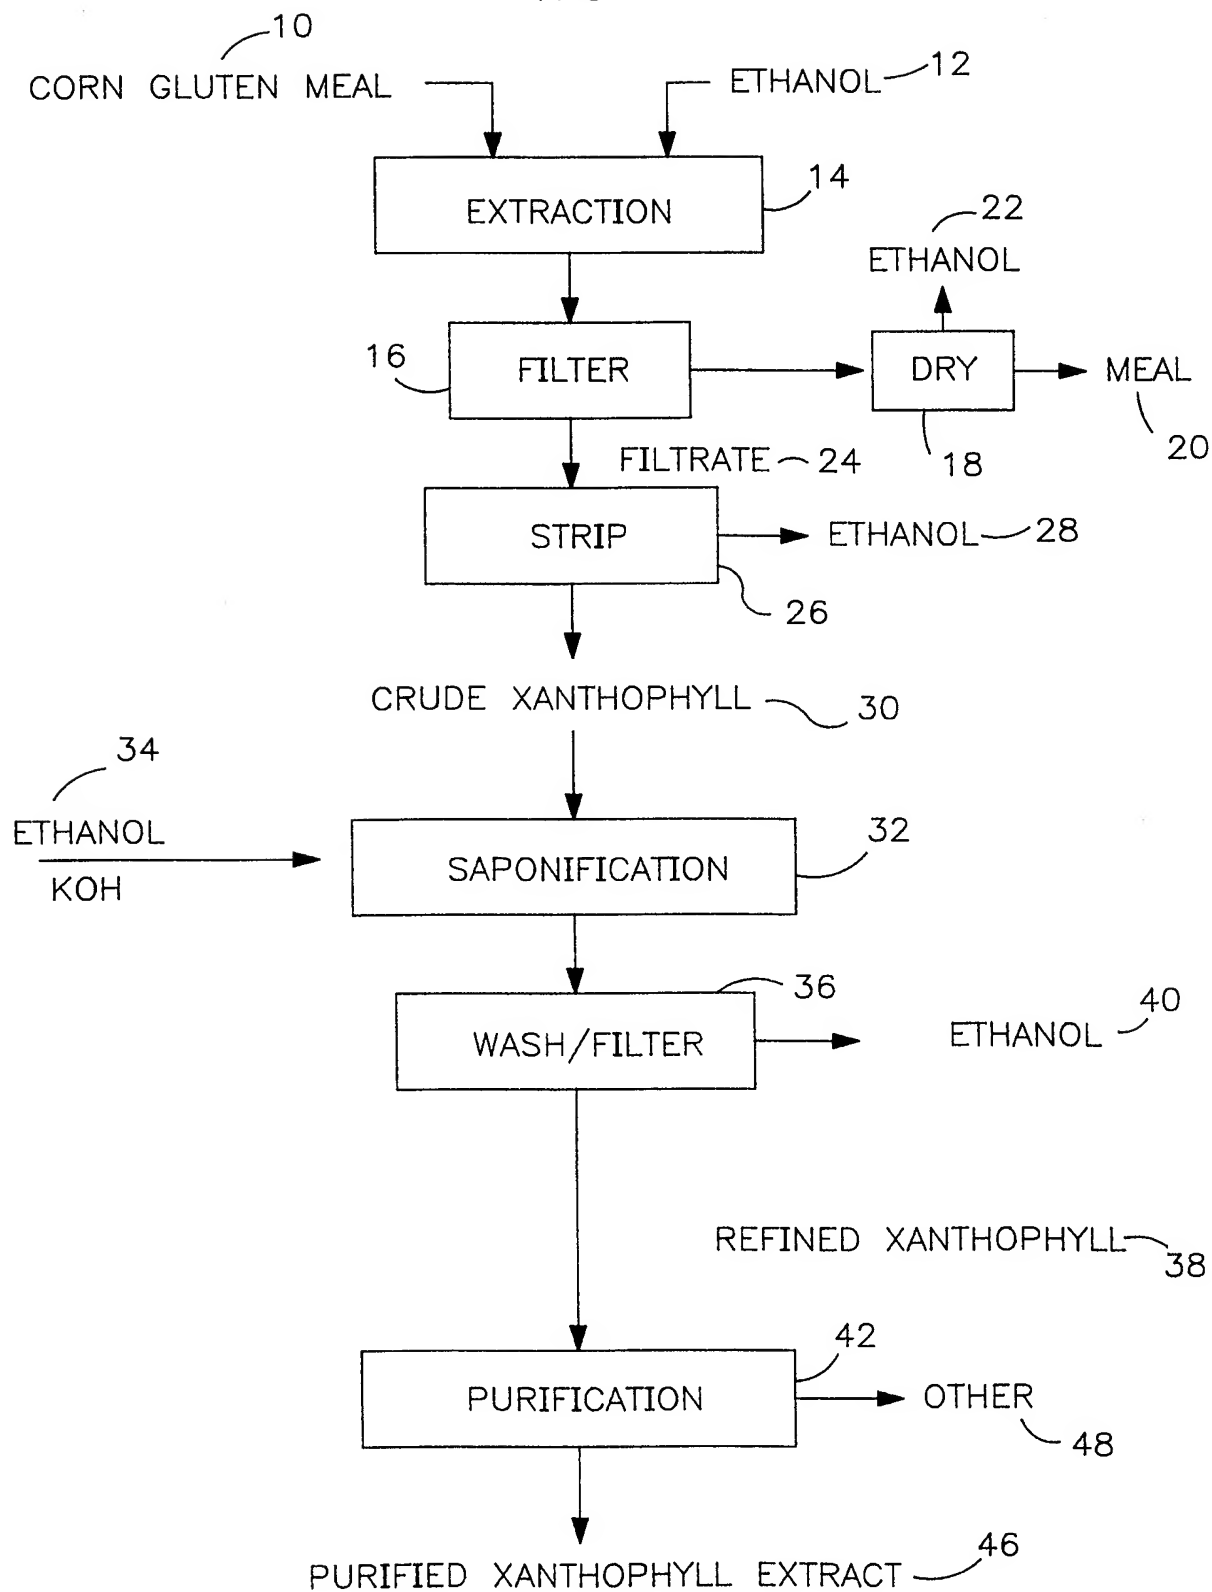 10
CORN GLUTEN MEAL
ETHANOL 12
EXTRACTION
14
22
ETHANOL
16
FILTER
DRY
MEAL
18
20
FILTRATE 24
STRIP
ETHANOL 28
26
CRUDE XANTHOPHYLL 30
34
ETHANOL
KOH
32
SAPONIFICATION
36
WASH/FILTER
ETHANOL 40
REFINED XANTHOPHYLL 38
42
PURIFICATION
OTHER
48
PURIFIED XANTHOPHYLL EXTRACT 46